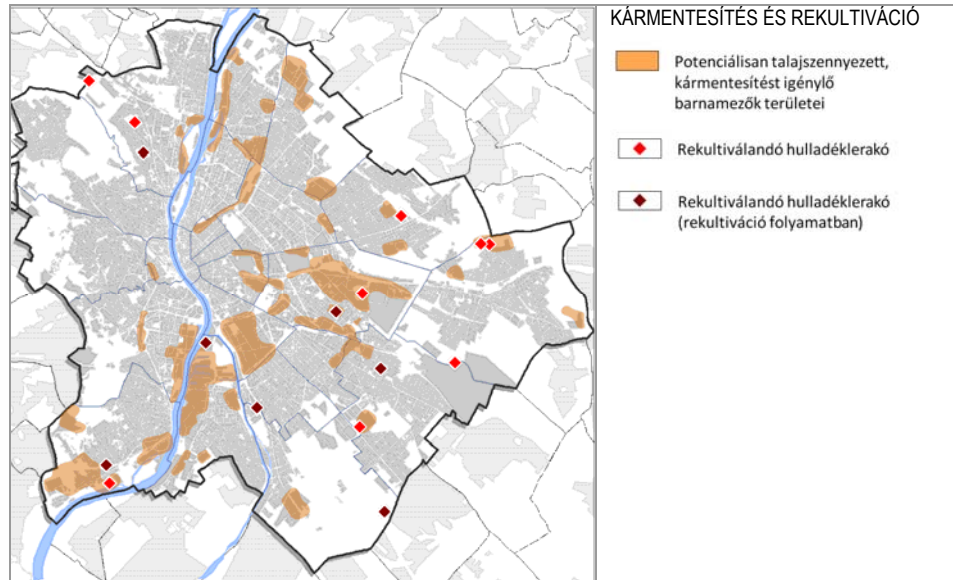 KÁRMENTESÍTÉS ÉS REKULTIVÁCIÓ
Potenciálisan talajszennyezett,
kármentesítést igénylő
barnamezők területei
Rekultiválandó hulladéklerakó
Rekultiválandó hulladéklerakó
(rekultiváció folyamatban)